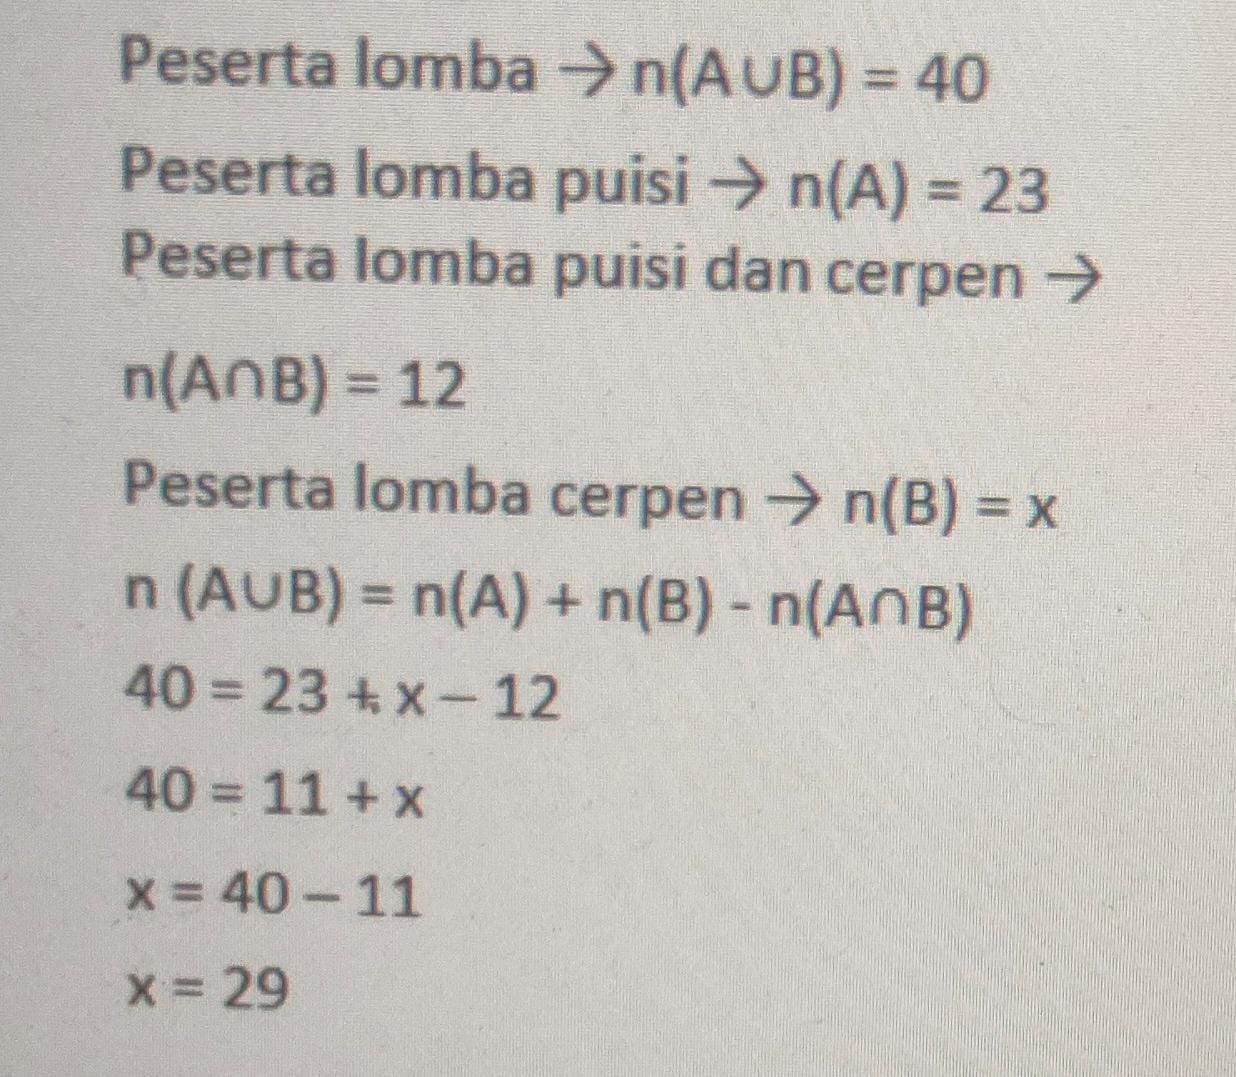 Peserta lomba → n(A∪B) = 40
Peserta lomba puisi → n(A) = 23
Peserta lomba puisi dan cerpen →
n(A∩B) = 12
Peserta lomba cerpen → n(B) = x
n (A∪B) = n(A) + n(B) - n(A∩B)
40 = 23 + x – 12
40 = 11 + x
x = 40 – 11
x = 29